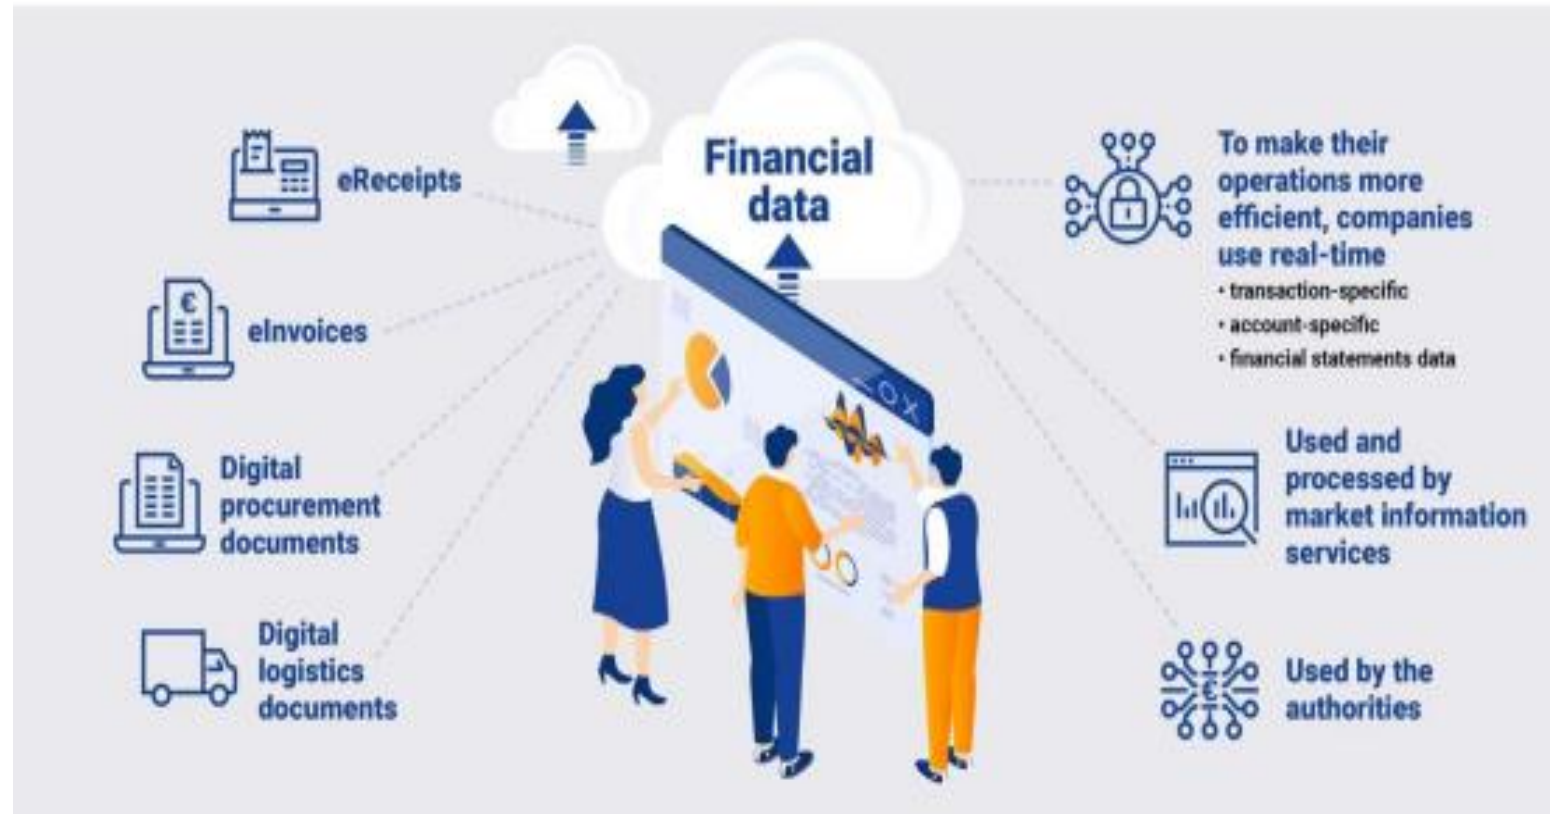 Financial
data
eReceipts
eInvoices
Digital
procurement
documents
Digital
logistics
documents
To make their
operations more
efficient, companies
use real-time
• transaction-specific
• account-specific
• financial statements data
Used and
processed by
market information
services
Used by the
authorities